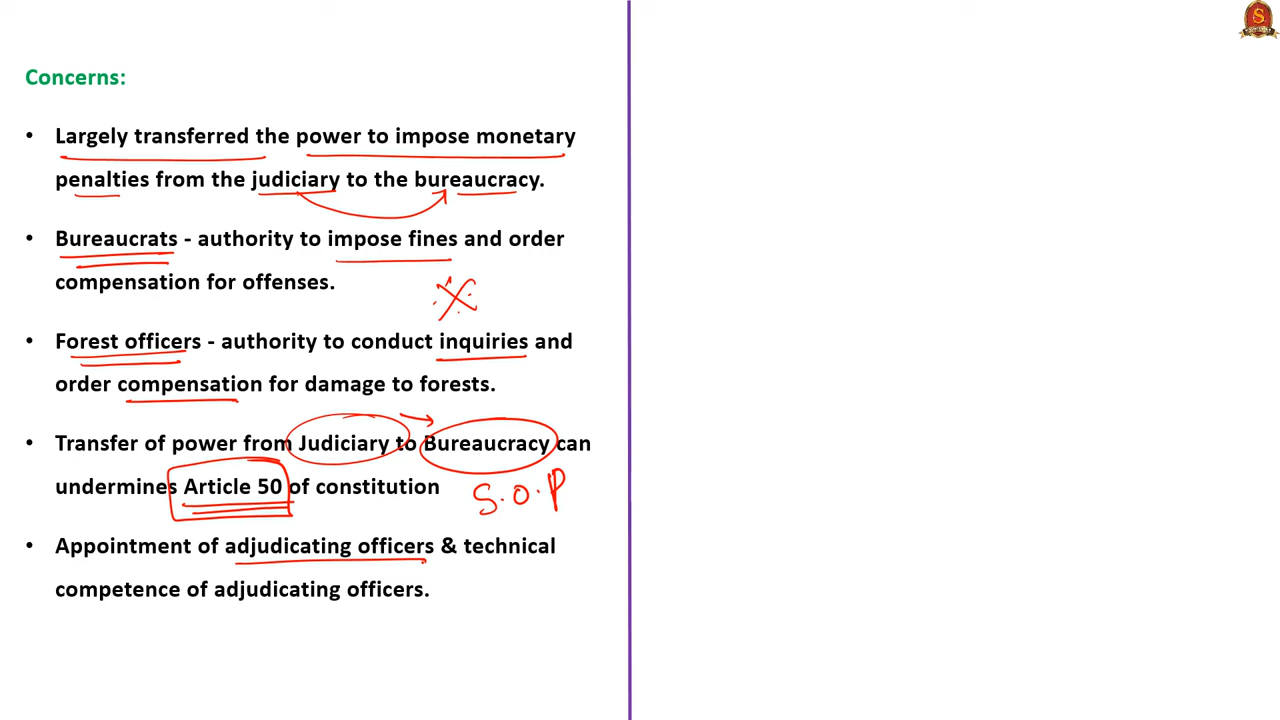 Concerns:
• Largely transferred the power to impose monetary
penalties from the judiciary to the bureaucracy.
• Bureaucrats - authority to impose fines and order
compensation for offenses.
• Forest officers - authority to conduct inquiries and
order compensation for damage to forests.
• Transfer of power from Judiciary to Bureaucracy can
undermines Article 50 of constitution
S.O.P
• Appointment of adjudicating officers & technical
competence of adjudicating officers.
S